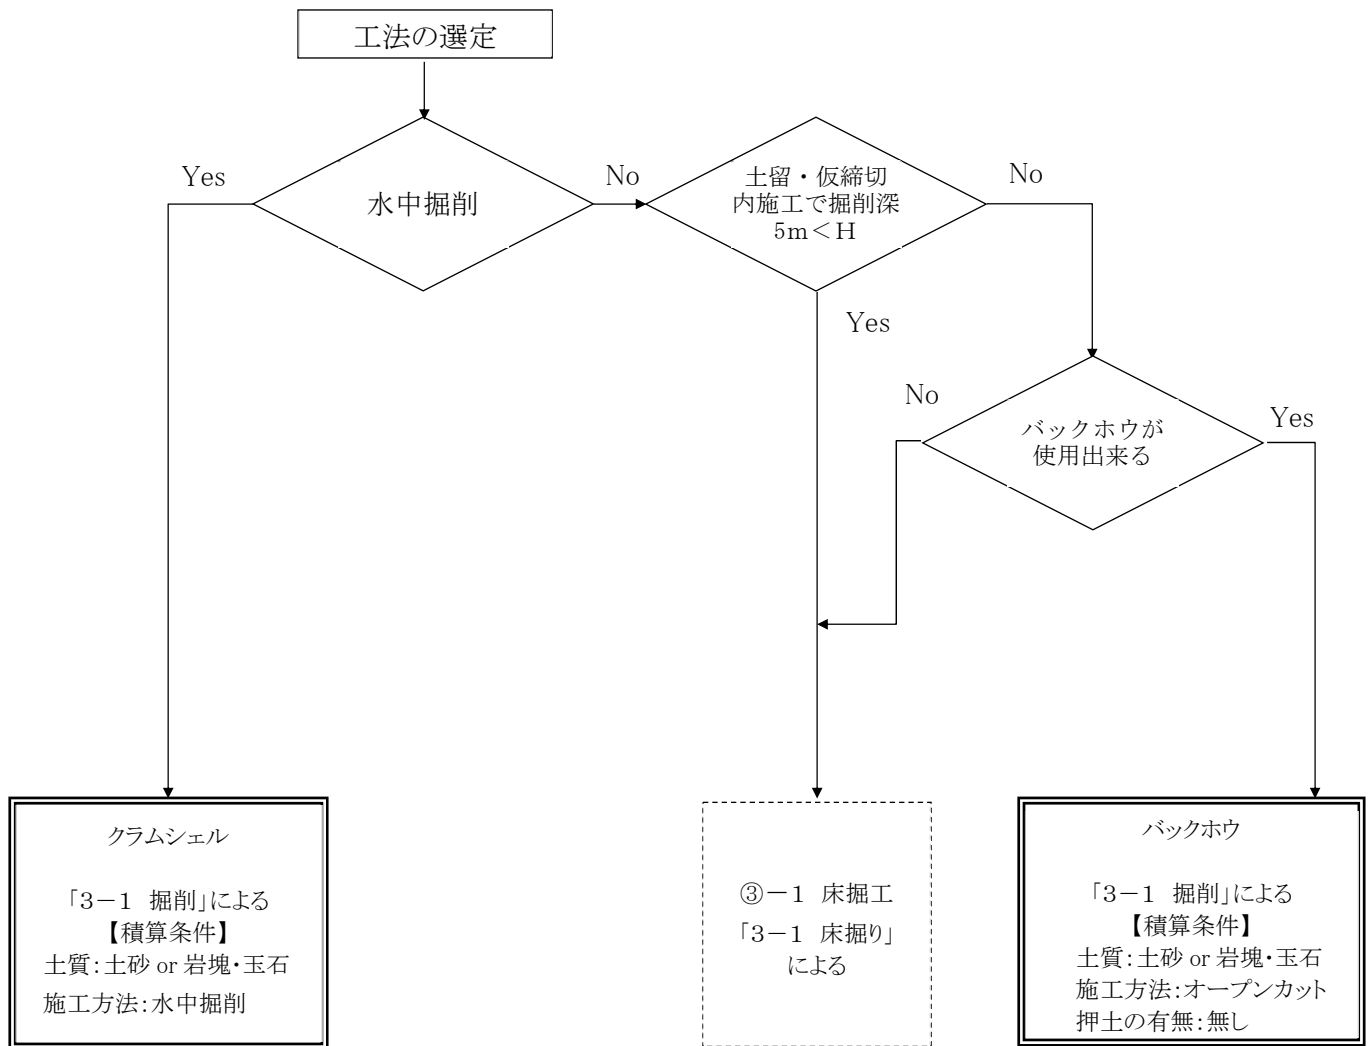 工法の選定
Yes
水中掘削
No
土留・仮締切
内施工で掘削深
5m＜H
No
Yes
No
バックホウが
使用出来る
Yes
クラムシェル
「3－1 掘削」による
【積算条件】
土質：土砂 or 岩塊・玉石
施工方法：水中掘削
③－1 床掘工
「3－1 床掘り」
による
バックホウ
「3－1 掘削」による
【積算条件】
土質：土砂 or 岩塊・玉石
施工方法：オープンカット
押土の有無：無し